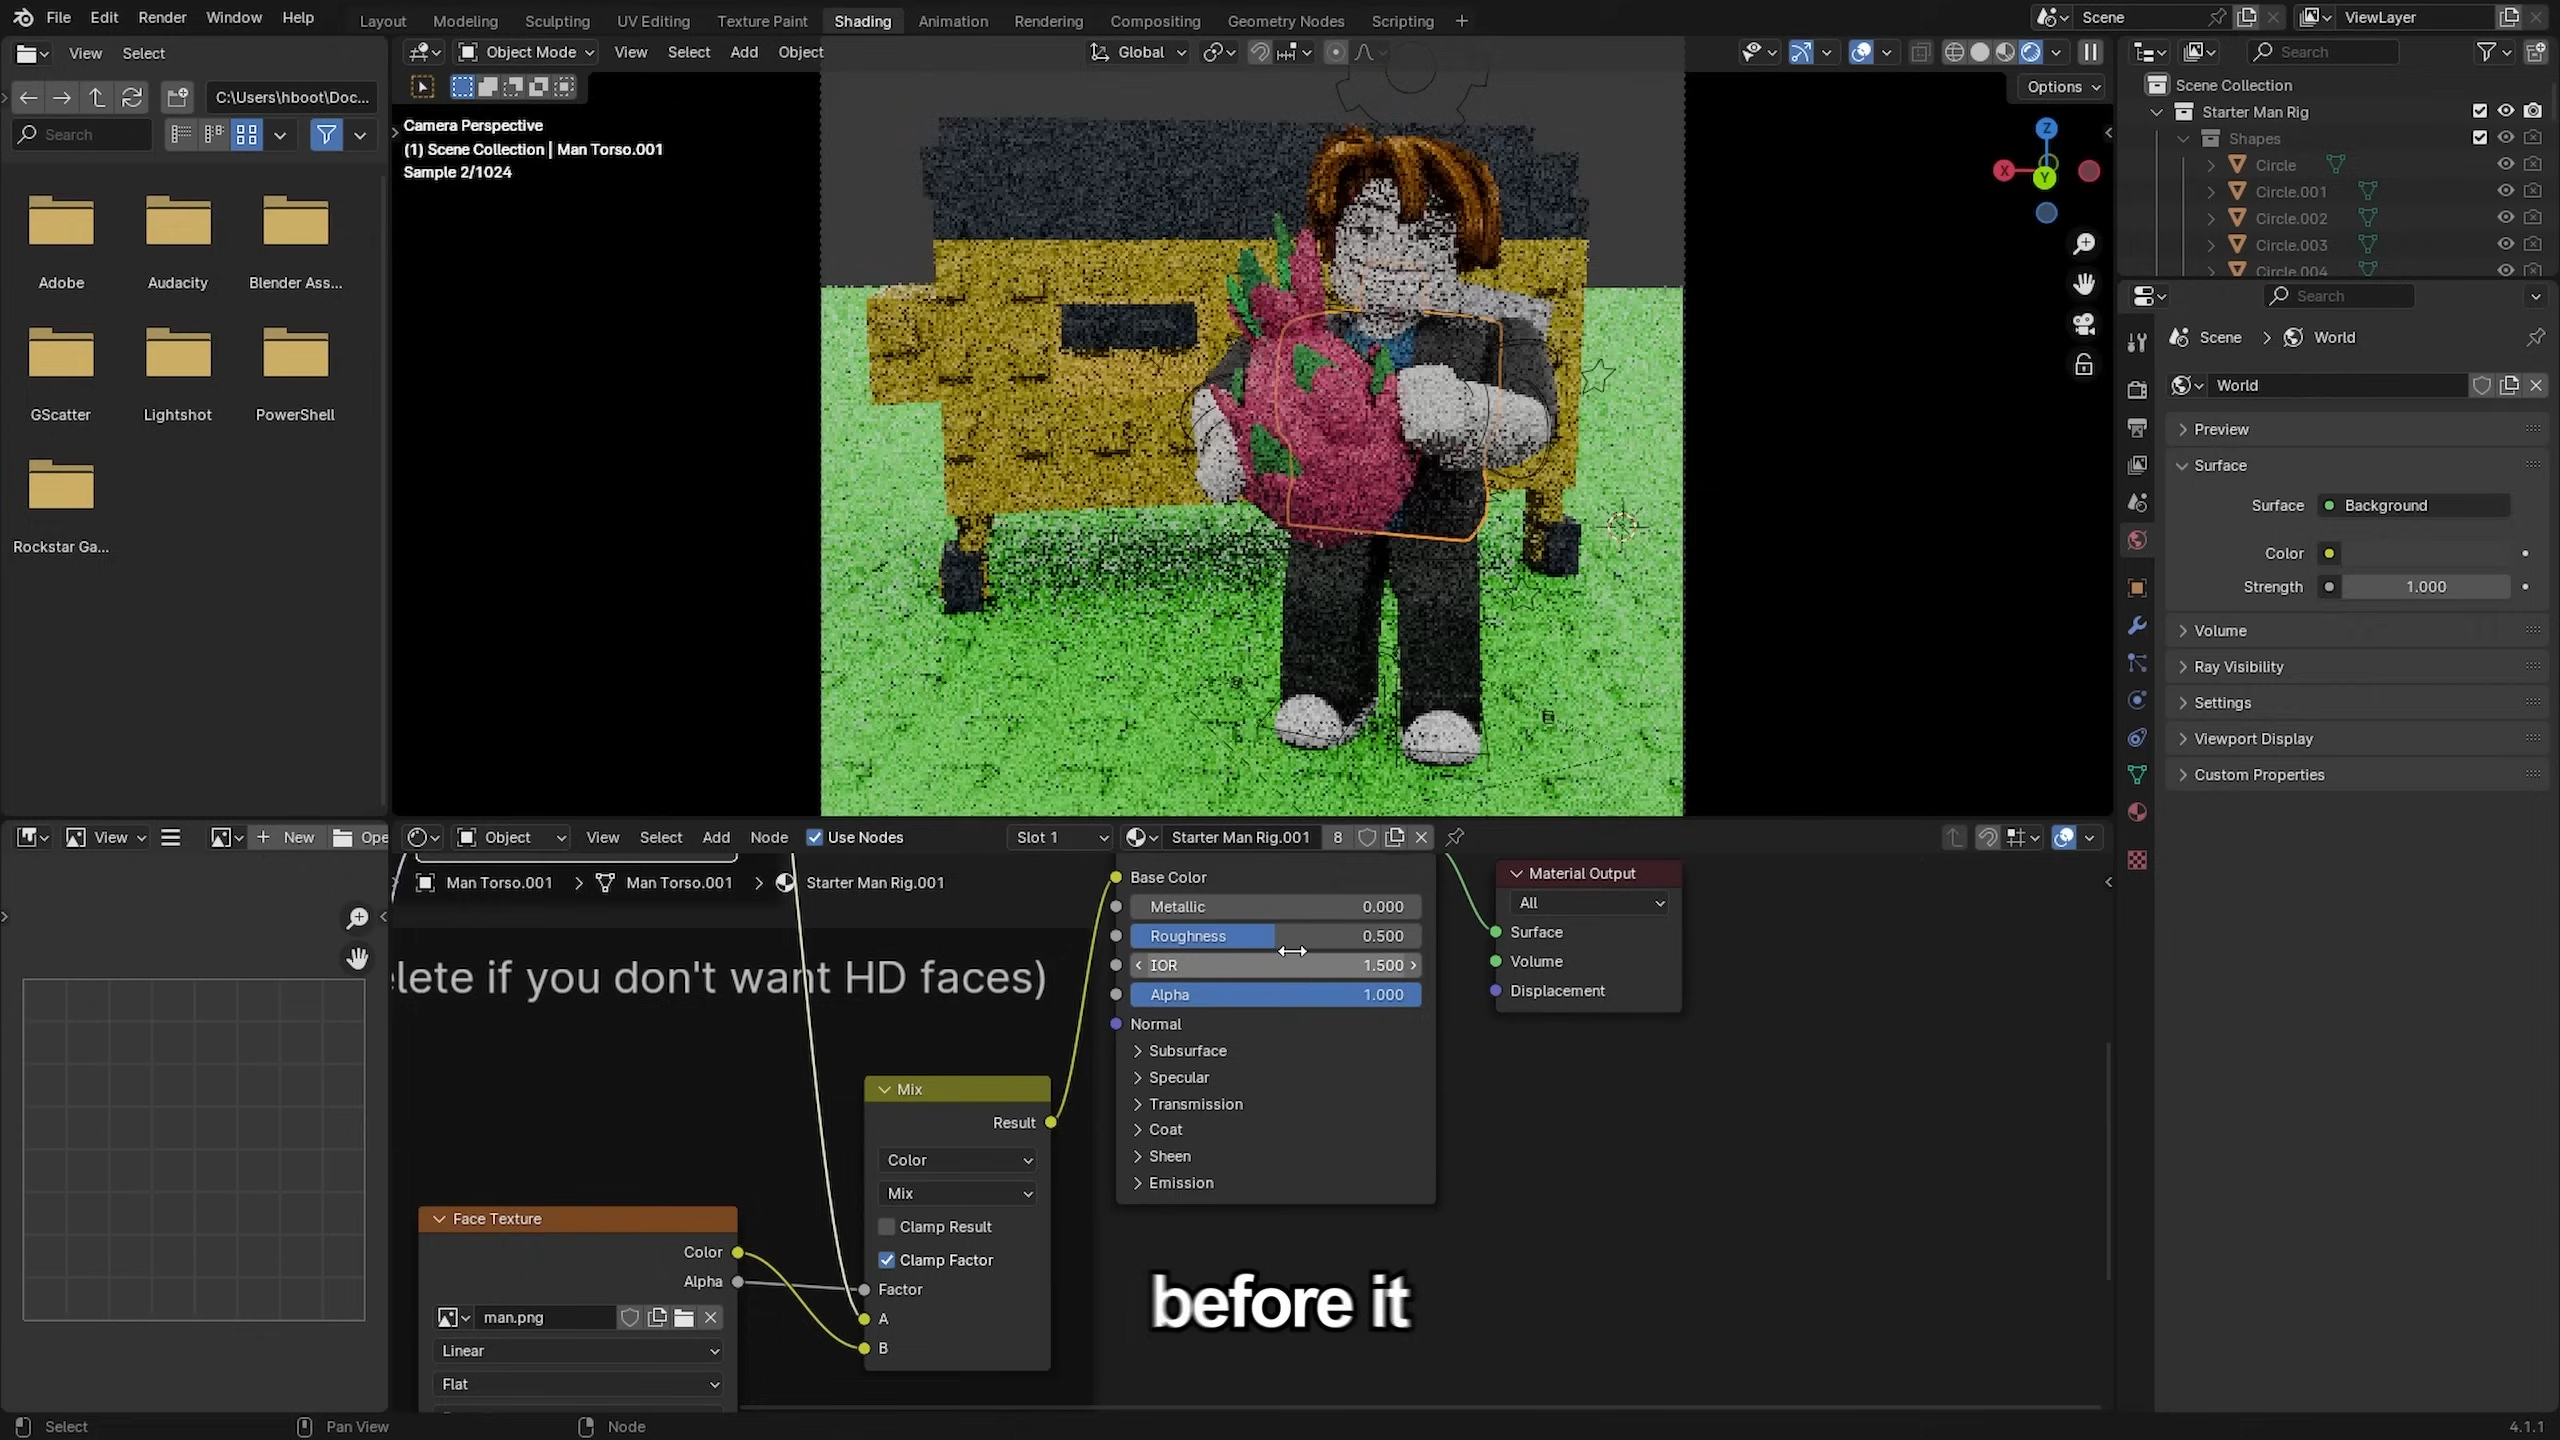 File Edit Render Window Help
Layout Modeling Sculpting UV Editing Texture Paint Shading Animation Rendering Compositing Geometry Nodes Scripting +
Scene
ViewLayer
View Select
Object Mode View Select Add Object
Global
Search
Options
C:\Users\hboot\Doc...
Search
Adobe
Audacity
Blender Ass...
GScatter
Lightshot
PowerShell
Rockstar Ga...
Camera Perspective
(1) Scene Collection | Man Torso.001
Sample 2/1024
Z
X
Y
Scene Collection
Starter Man Rig
Shapes
Circle
Circle.001
Circle.002
Circle.003
Circle.004
Search
Scene > World
World
Preview
Surface
Surface Background
Color
Strength 1.000
Volume
Ray Visibility
Settings
Viewport Display
Custom Properties
View + New Ope
Object View Select Add Node Use Nodes
Slot 1
Starter Man Rig.001 8
Man Torso.001 > Man Torso.001 > Starter Man Rig.001
lete if you don't want HD faces)
Base Color
Metallic 0.000
Roughness 0.500
IOR 1.500
Alpha 1.000
Normal
Subsurface
Specular
Transmission
Coat
Sheen
Emission
Material Output
All
Surface
Volume
Displacement
Mix
Result
Color
Mix
Clamp Result
Clamp Factor
Factor
A
B
Face Texture
Color
Alpha
man.png
Linear
Flat
before it
Select
Pan View
Node
4.1.1